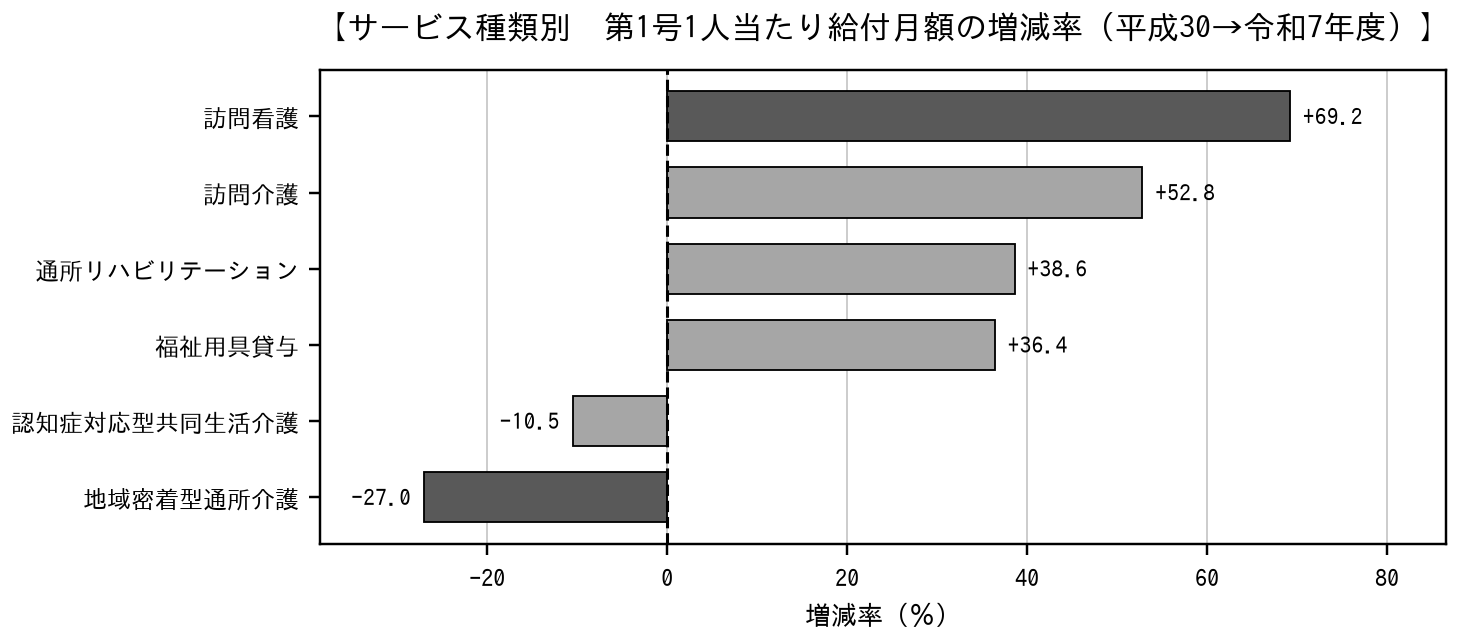 【サービス種類別　第1号1人当たり給付月額の増減率（平成30→令和7年度）】
訪問看護
+69.2
訪問介護
+52.8
通所リハビリテーション
+38.6
福祉用具貸与
+36.4
認知症対応型共同生活介護
-10.5
地域密着型通所介護
-27.0
-20
0
20
40
60
80
増減率（%）